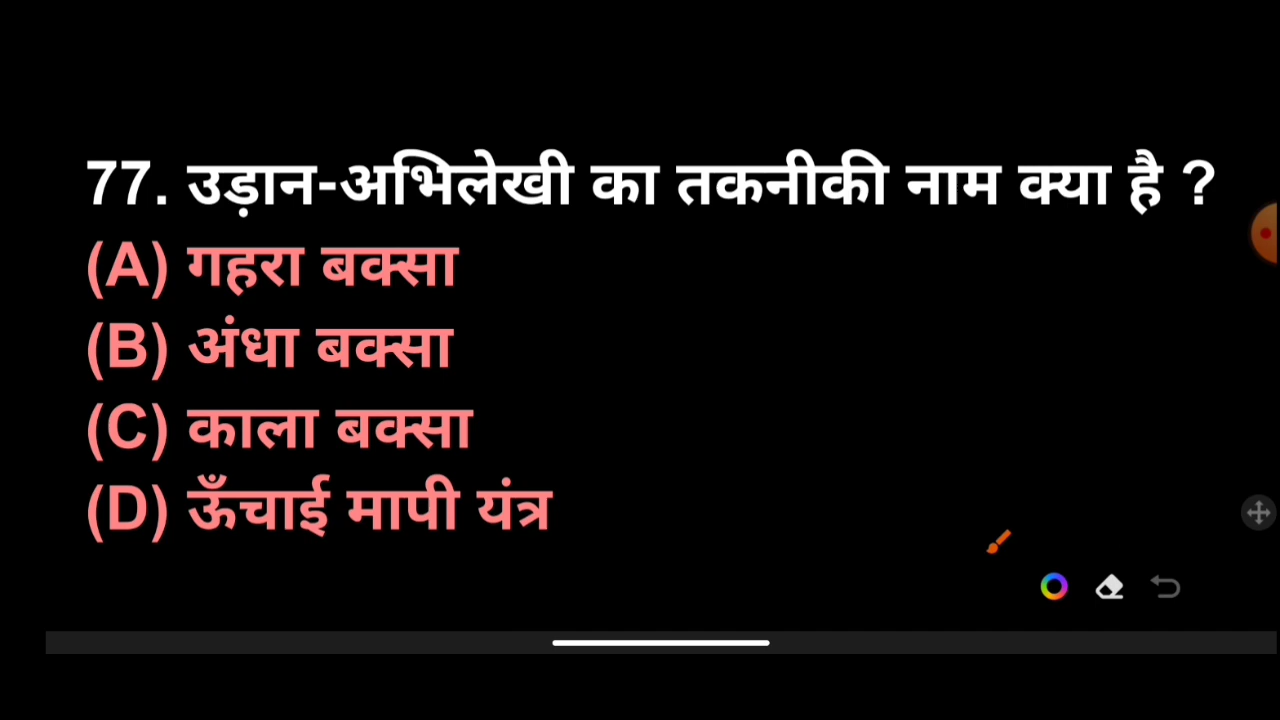 77. उड़ान-अभिलेखी का तकनीकी नाम क्या है ?
(A) गहरा बक्सा
(B) अंधा बक्सा
(C) काला बक्सा
(D) ऊँचाई मापी यंत्र